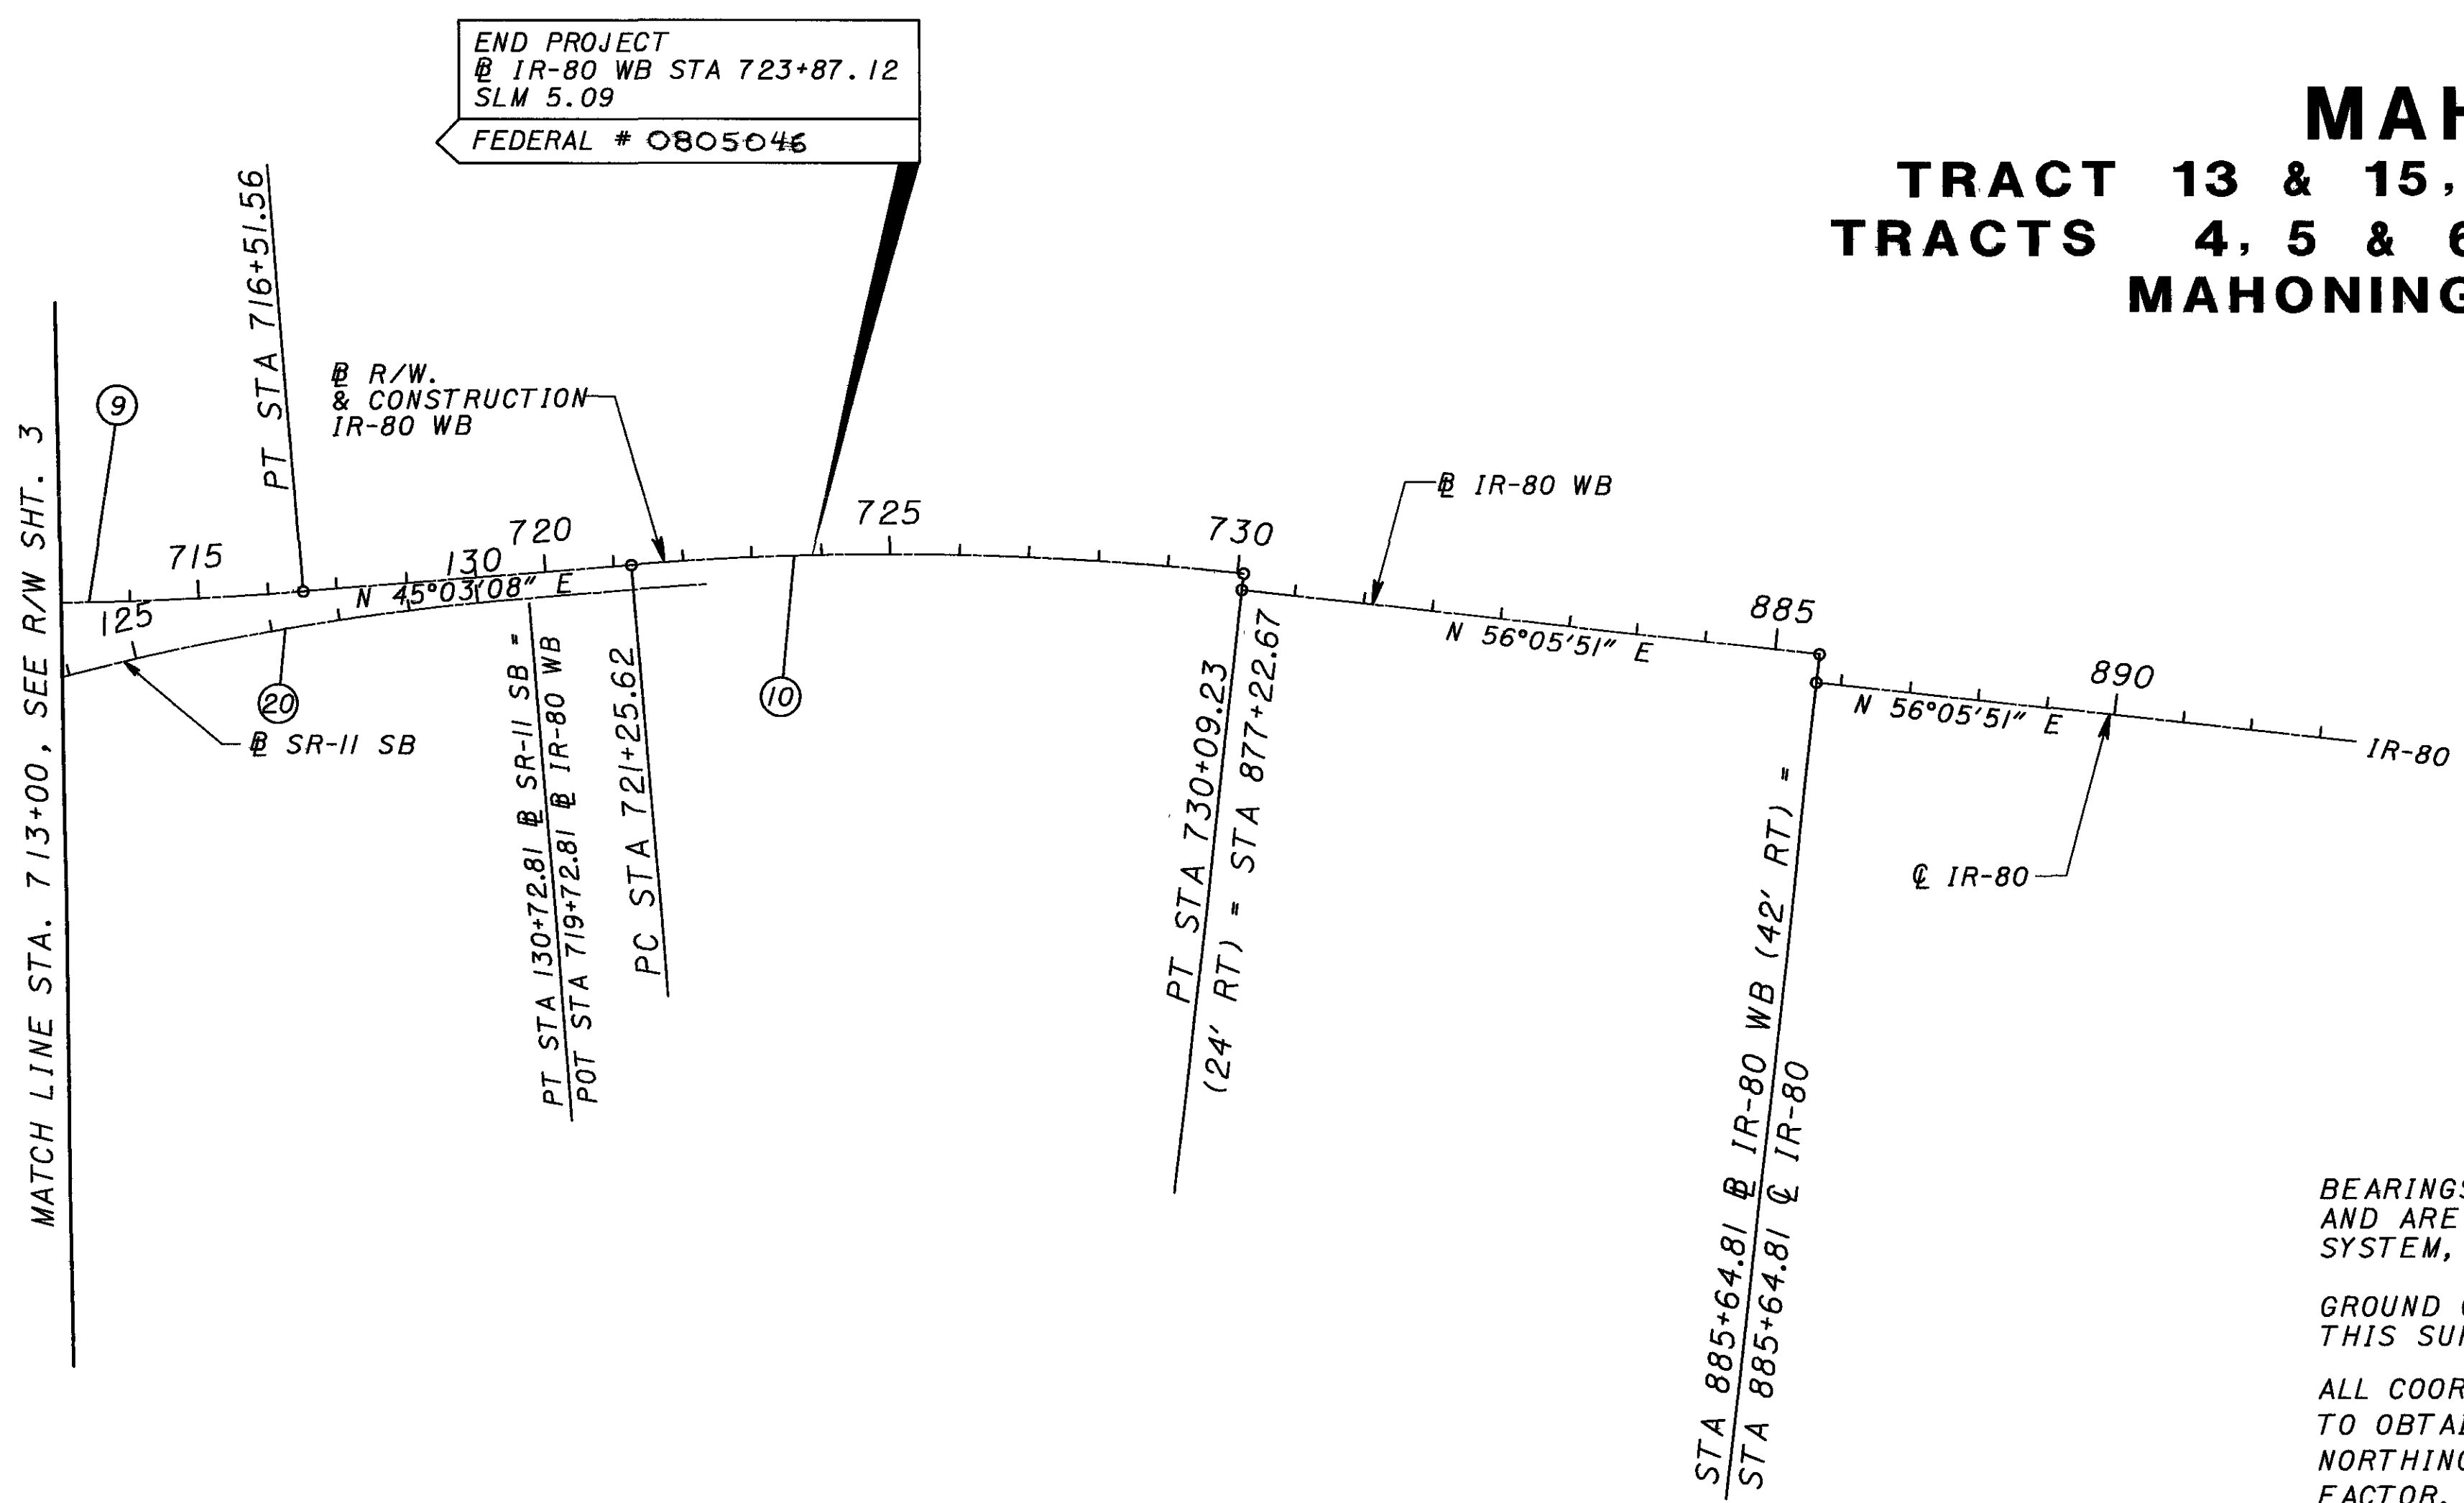 END PROJECT
℄ IR-80 WB STA 723+87.12
SLM 5.09
FEDERAL # 0805046
MAH
TRACT 13 & 15,
TRACTS 4, 5 & 6
MAHONING
MATCH LINE STA. 713+00, SEE R/W SHT. 3
9
PT STA 716+51.56
℄ R/W.
& CONSTRUCTION
IR-80 WB
715
720
725
730
125
130
N 45°03'08" E
20
℄ SR-11 SB
PT STA 130+72.81 ℄ SR-11 SB =
POT STA 719+72.81 ℄ IR-80 WB
PC STA 721+25.62
10
PT STA 730+09.23
(24' RT) = STA 877+22.67
℄ IR-80 WB
N 56°05'51" E
885
STA 885+64.81 ℄ IR-80 WB (42' RT) =
STA 885+64.81 ℄ IR-80
890
N 56°05'51" E
℄ IR-80
IR-80
BEARINGS
AND ARE
SYSTEM,
GROUND
THIS SU
ALL COOR
TO OBTAI
NORTHING
FACTOR.